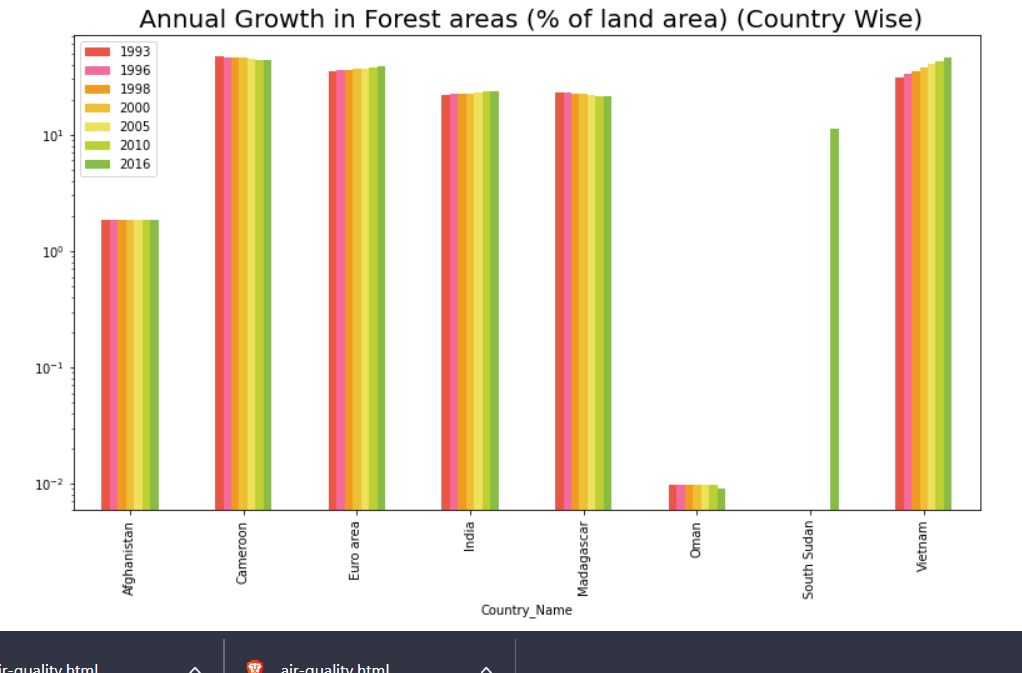 Annual Growth in Forest areas (% of land area) (Country Wise)
1993
1996
1998
2000
2005
2010
2016
10¹
10⁰
10⁻¹
10⁻²
Afghanistan
Cameroon
Euro area
India
Madagascar
Oman
South Sudan
Vietnam
Country_Name
ir-quality.html
air-quality.html